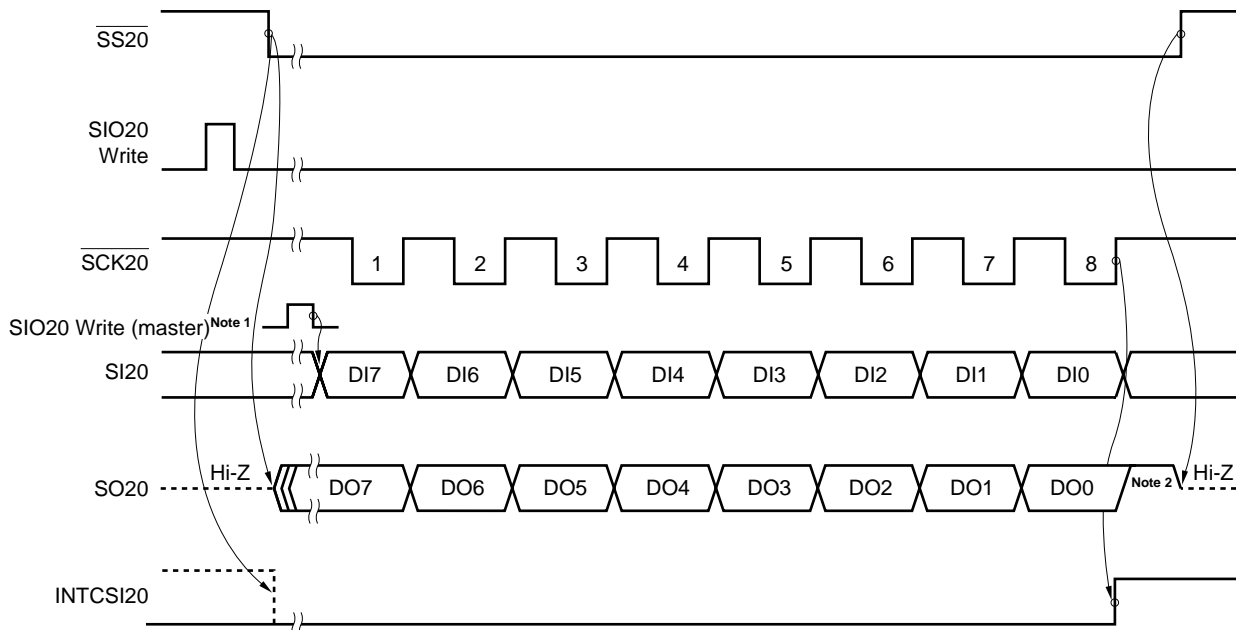 SS20
SIO20
Write
SCK20
1 2 3 4 5 6 7 8
SIO20 Write (master)Note 1
SI20
DI7 DI6 DI5 DI4 DI3 DI2 DI1 DI0
SO20
Hi-Z
DO7 DO6 DO5 DO4 DO3 DO2 DO1 DO0
Note 2
Hi-Z
INTCSI20